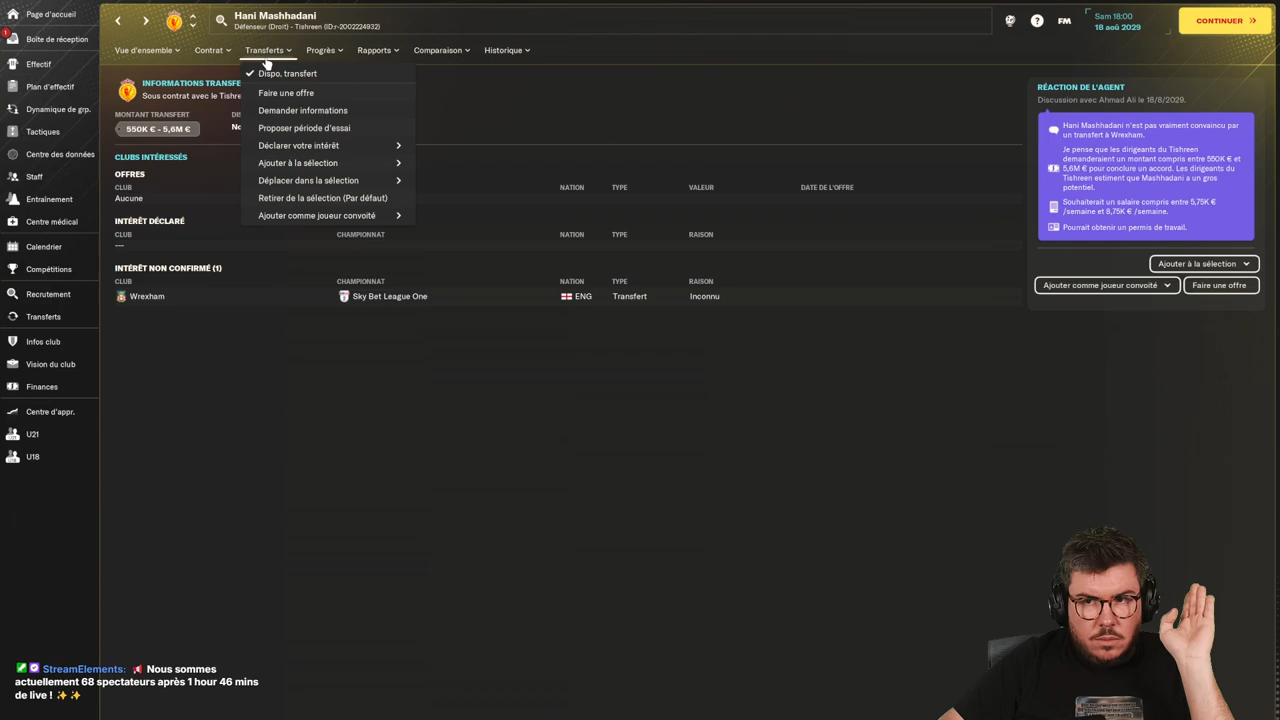 Page d'accueil
1
Boîte de réception
Effectif
Plan d'effectif
Dynamique de grp.
Tactiques
Centre des données
Staff
Entraînement
Centre médical
Calendrier
Compétitions
Recrutement
Transferts
Infos club
Vision du club
Finances
Centre d'appr.
U21
U18
Hani Mashhadani
Défenseur (Droit) - Tishreen (ID:r-2002224932)
FM
Sam 18:00
18 aoû 2029
CONTINUER
Vue d'ensemble
Contrat
Transferts
Progrès
Rapports
Comparaison
Historique
INFORMATIONS TRANSFE
Sous contrat avec le Tish
MONTANT TRANSFERT
550K € - 5,6M €
DIS
No
CLUBS INTÉRESSÉS
OFFRES
CLUB
NATION
TYPE
VALEUR
DATE DE L'OFFRE
Aucune
INTÉRÊT DÉCLARÉ
CLUB
CHAMPIONNAT
NATION
TYPE
RAISON
---
INTÉRÊT NON CONFIRMÉ (1)
CLUB
CHAMPIONNAT
NATION
TYPE
RAISON
Wrexham
Sky Bet League One
ENG
Transfert
Inconnu
Dispo. transfert
Faire une offre
Demander informations
Proposer période d'essai
Déclarer votre intérêt
Ajouter à la sélection
Déplacer dans la sélection
Retirer de la sélection (Par défaut)
Ajouter comme joueur convoité
RÉACTION DE L'AGENT
Discussion avec Ahmad Ali le 18/8/2029.
Hani Mashhadani n'est pas vraiment convaincu par
un transfert à Wrexham.
Je pense que les dirigeants du Tishreen
demanderaient un montant compris entre 550K € et
5,6M € pour conclure un accord. Les dirigeants du
Tishreen estiment que Mashhadani a un gros
potentiel.
Souhaiterait un salaire compris entre 5,75K €
/semaine et 8,75K € /semaine.
Pourrait obtenir un permis de travail.
Ajouter à la sélection
Ajouter comme joueur convoité
Faire une offre
StreamElements: Nous sommes
actuellement 68 spectateurs après 1 hour 46 mins
de live !